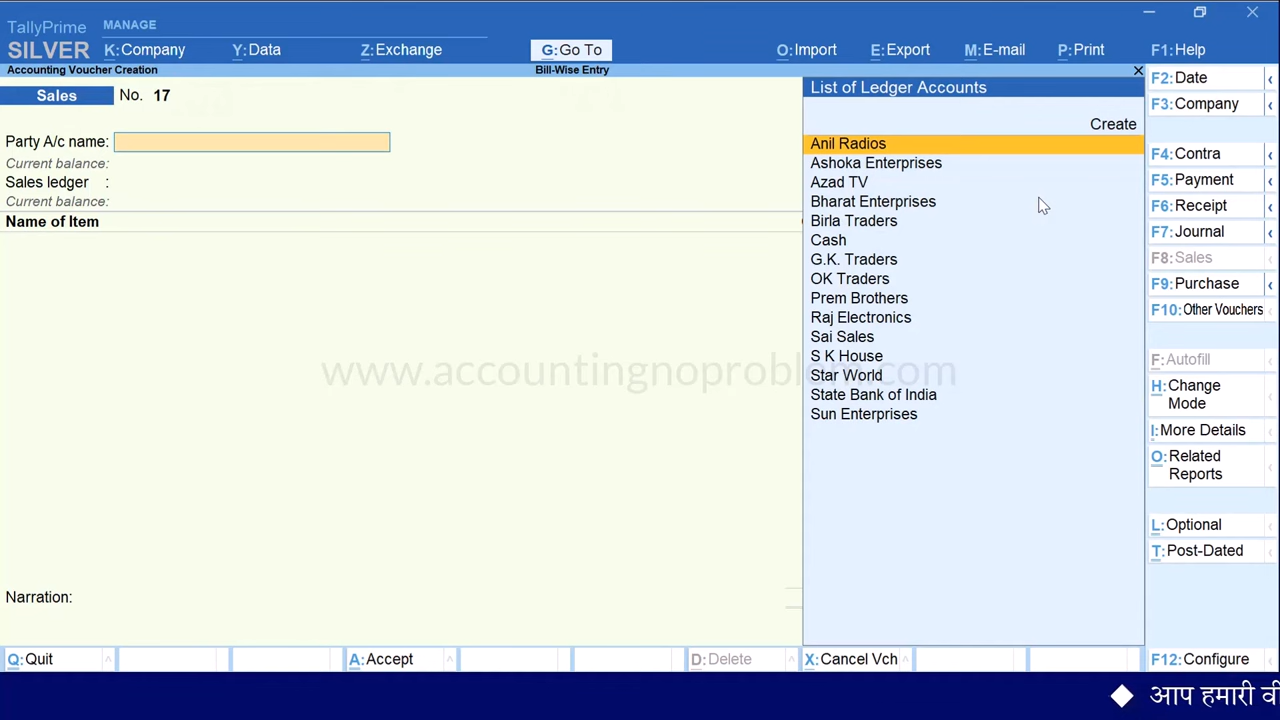 TallyPrime MANAGE
SILVER K:Company Y:Data Z:Exchange G:Go To O:Import E:Export M:E-mail P:Print F1:Help
Accounting Voucher Creation Bill-Wise Entry
Sales No. 17
Party A/c name:
Current balance:
Sales ledger :
Current balance:
Name of Item
Narration:
www.accountingnoproblem.com
List of Ledger Accounts
Create
Anil Radios
Ashoka Enterprises
Azad TV
Bharat Enterprises
Birla Traders
Cash
G.K. Traders
OK Traders
Prem Brothers
Raj Electronics
Sai Sales
S K House
Star World
State Bank of India
Sun Enterprises
F2:Date
F3:Company
F4:Contra
F5:Payment
F6:Receipt
F7:Journal
F8:Sales
F9:Purchase
F10:Other Vouchers
F:Autofill
H:Change
Mode
I:More Details
O:Related
Reports
L:Optional
T:Post-Dated
Q:Quit A:Accept D:Delete X:Cancel Vch F12:Configure
◆ आप हमारी वी